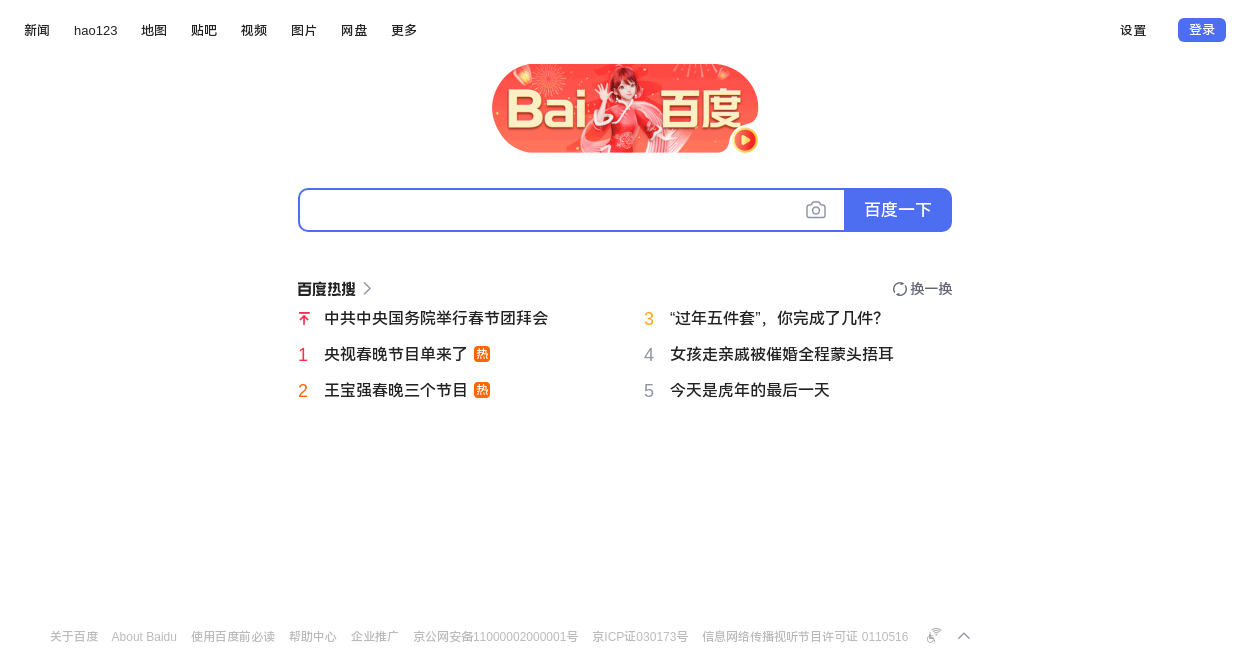 新闻 hao123 地图 贴吧 视频 图片 网盘 更多 设置 登录
Bai 百度
百度一下
百度热搜 换一换
中共中央国务院举行春节团拜会
1 央视春晚节目单来了 热
2 王宝强春晚三个节目 热
3 “过年五件套”，你完成了几件？
4 女孩走亲戚被催婚全程蒙头捂耳
5 今天是虎年的最后一天
关于百度 About Baidu 使用百度前必读 帮助中心 企业推广 京公网安备11000002000001号 京ICP证030173号 信息网络传播视听节目许可证 0110516